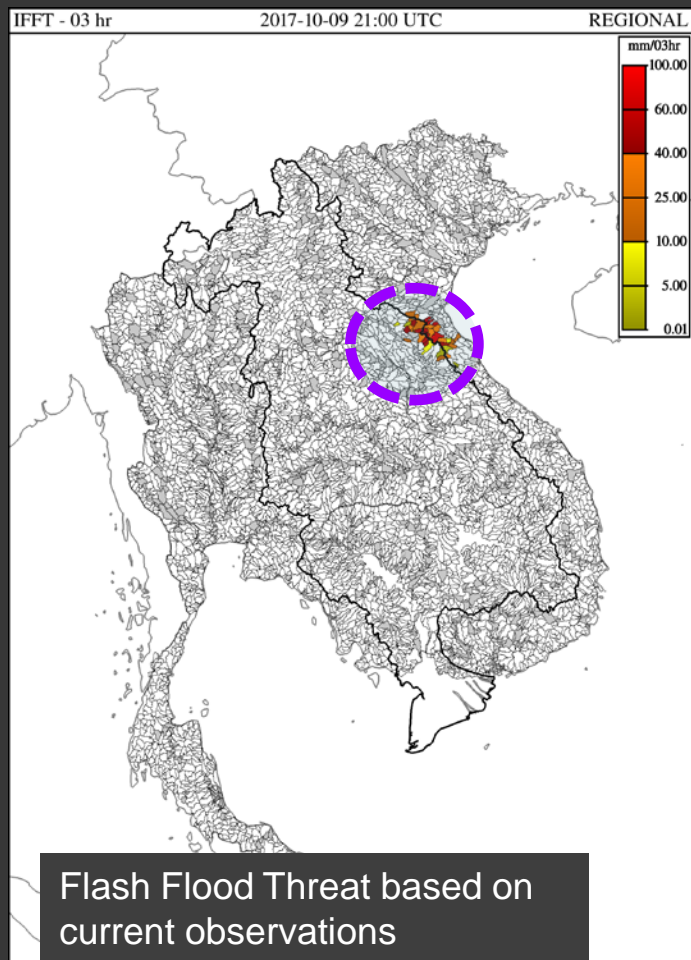 IFFT - 03 hr 2017-10-09 21:00 UTC REGIONAL
mm/03hr
100.00
60.00
40.00
25.00
10.00
5.00
0.01
Flash Flood Threat based on
current observations